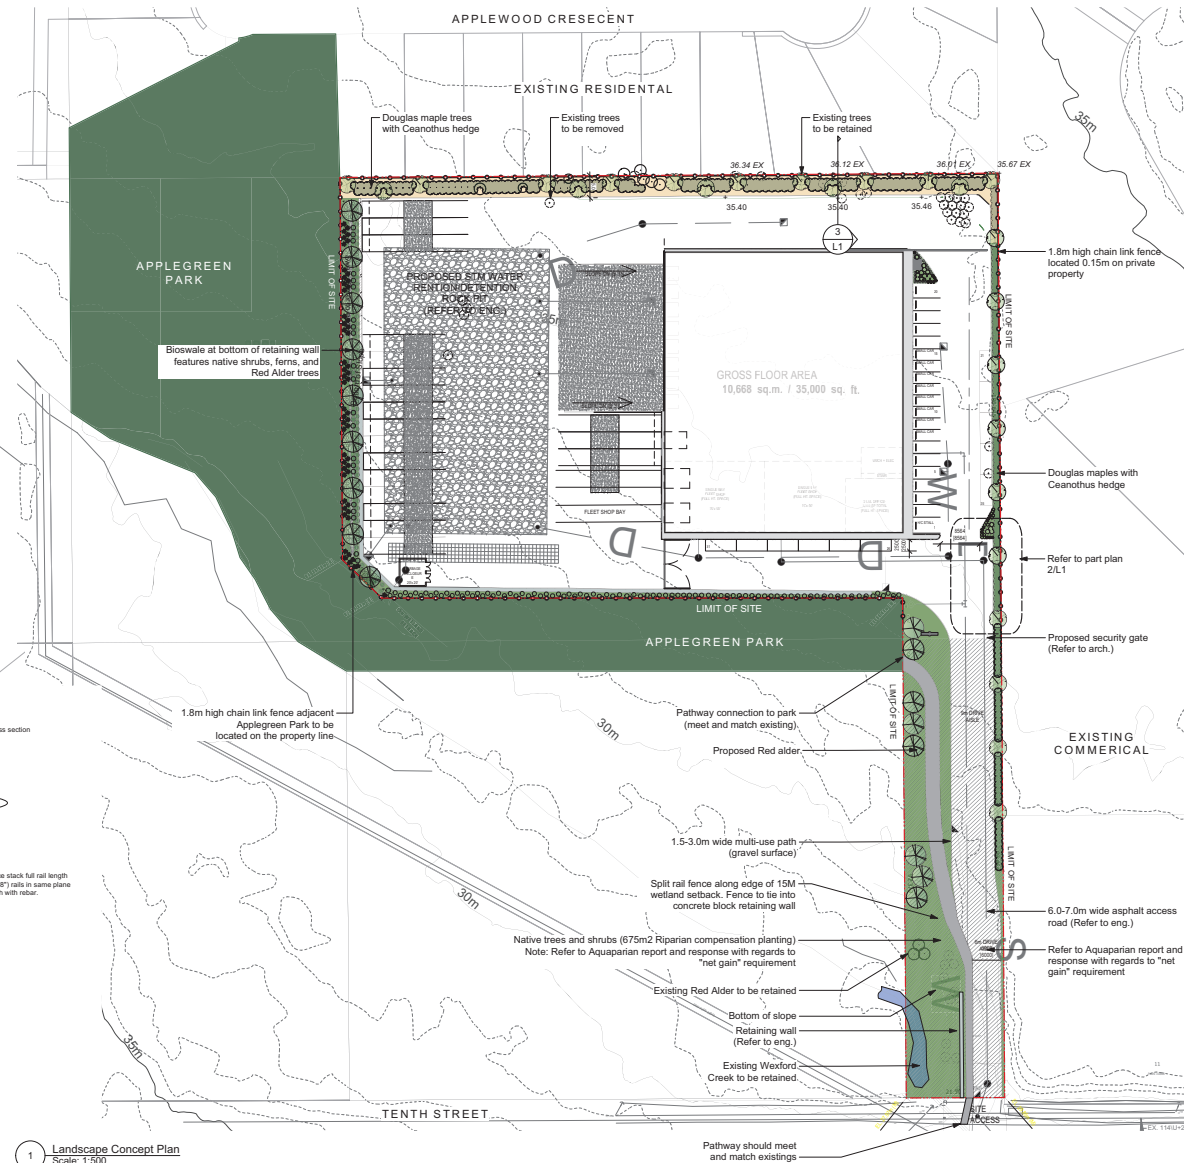 APPLEWOOD CRESECENT
EXISTING RESIDENTAL
Douglas maple trees
with Ceanothus hedge
Existing trees
to be removed
Existing trees
to be retained
35m
36.34 EX
36.12 EX
36.01 EX
35.67 EX
35.40
35.40
35.46
3
L1
1.8m high chain link fence
located 0.15m on private
property
APPLEGREEN
PARK
LIMIT OF SITE
PROPOSED STM WATER
RENTION/DETENTION
ROCK PIT
(REFER TO ENG.)
D
LIMIT OF SITE
Bioswale at bottom of retaining wall
features native shrubs, ferns, and
Red Alder trees
GROSS FLOOR AREA
10,668 sq.m. / 35,000 sq. ft.
Douglas maples with
Ceanothus hedge
W
FLEET SHOP BAY
D
D
L
Refer to part plan
2/L1
LIMIT OF SITE
APPLEGREEN PARK
Proposed security gate
(Refer to arch.)
1.8m high chain link fence adjacent
Applegreen Park to be
located on the property line
30m
Pathway connection to park
(meet and match existing)
LIMIT OF SITE
Proposed Red alder
EXISTING
COMMERICAL
ss section
1.5-3.0m wide multi-use path
(gravel surface)
LIMIT OF SITE
e stack full rail length
8") rails in same plane
h with rebar.
30m
Split rail fence along edge of 15M
wetland setback. Fence to tie into
concrete block retaining wall
6.0-7.0m wide asphalt access
road (Refer to eng.)
Native trees and shrubs (675m2 Riparian compensation planting)
Note: Refer to Aquaparian report and response with regards to
"net gain" requirement
S
Refer to Aquaparian report and
response with regards to "net
gain" requirement
Existing Red Alder to be retained
W
Bottom of slope
Retaining wall
(Refer to eng.)
35m
Existing Wexford
Creek to be retained
TENTH STREET
SITE
ACCESS
Pathway should meet
and match existings
1
Landscape Concept Plan
Scale: 1:500